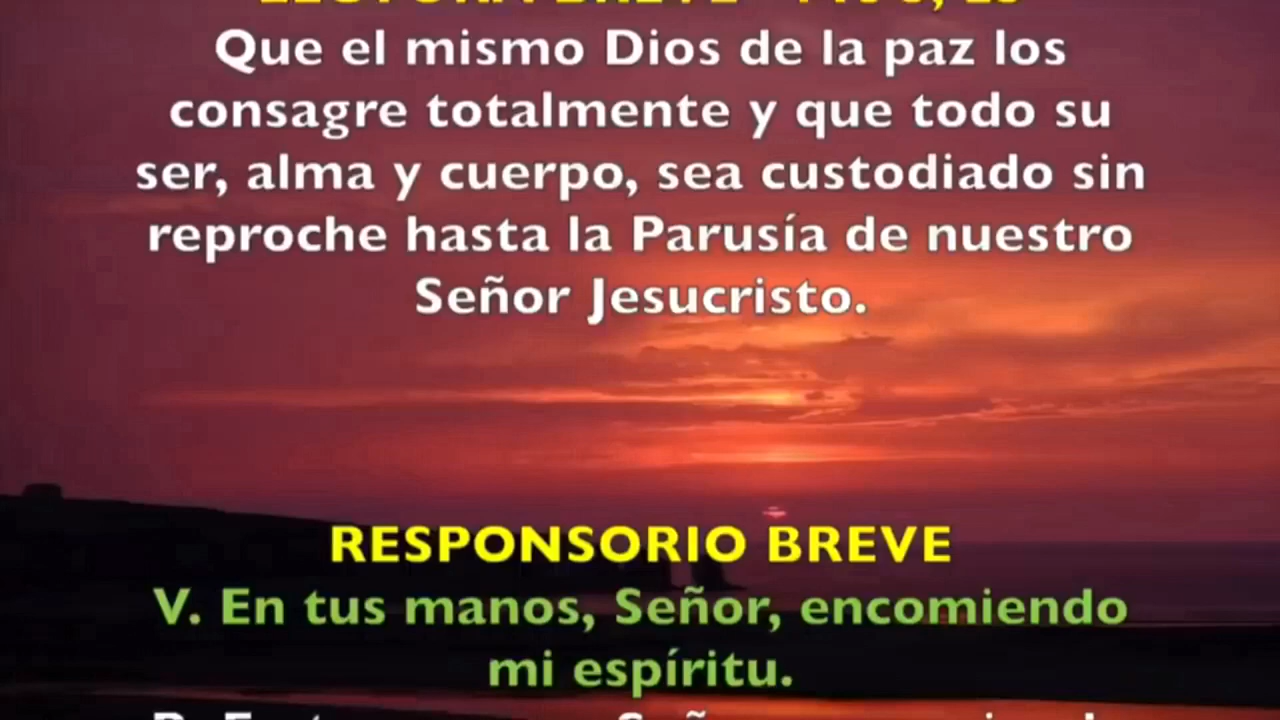 Que el mismo Dios de la paz los
consagre totalmente y que todo su
ser, alma y cuerpo, sea custodiado sin
reproche hasta la Parusía de nuestro
Señor Jesucristo.
RESPONSORIO BREVE
V. En tus manos, Señor, encomiendo
mi espíritu.